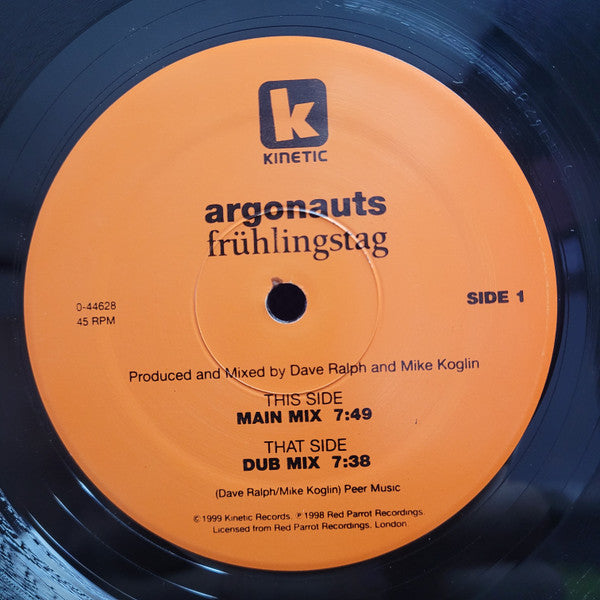 k
KINETIC
argonauts
frühlingstag
0-44628
45 RPM
SIDE 1
Produced and Mixed by Dave Ralph and Mike Koglin
THIS SIDE
MAIN MIX 7:49
THAT SIDE
DUB MIX 7:38
(Dave Ralph/Mike Koglin) Peer Music
© 1999 Kinetic Records. ℗ 1998 Red Parrot Recordings.
Licensed from Red Parrot Recordings, London.